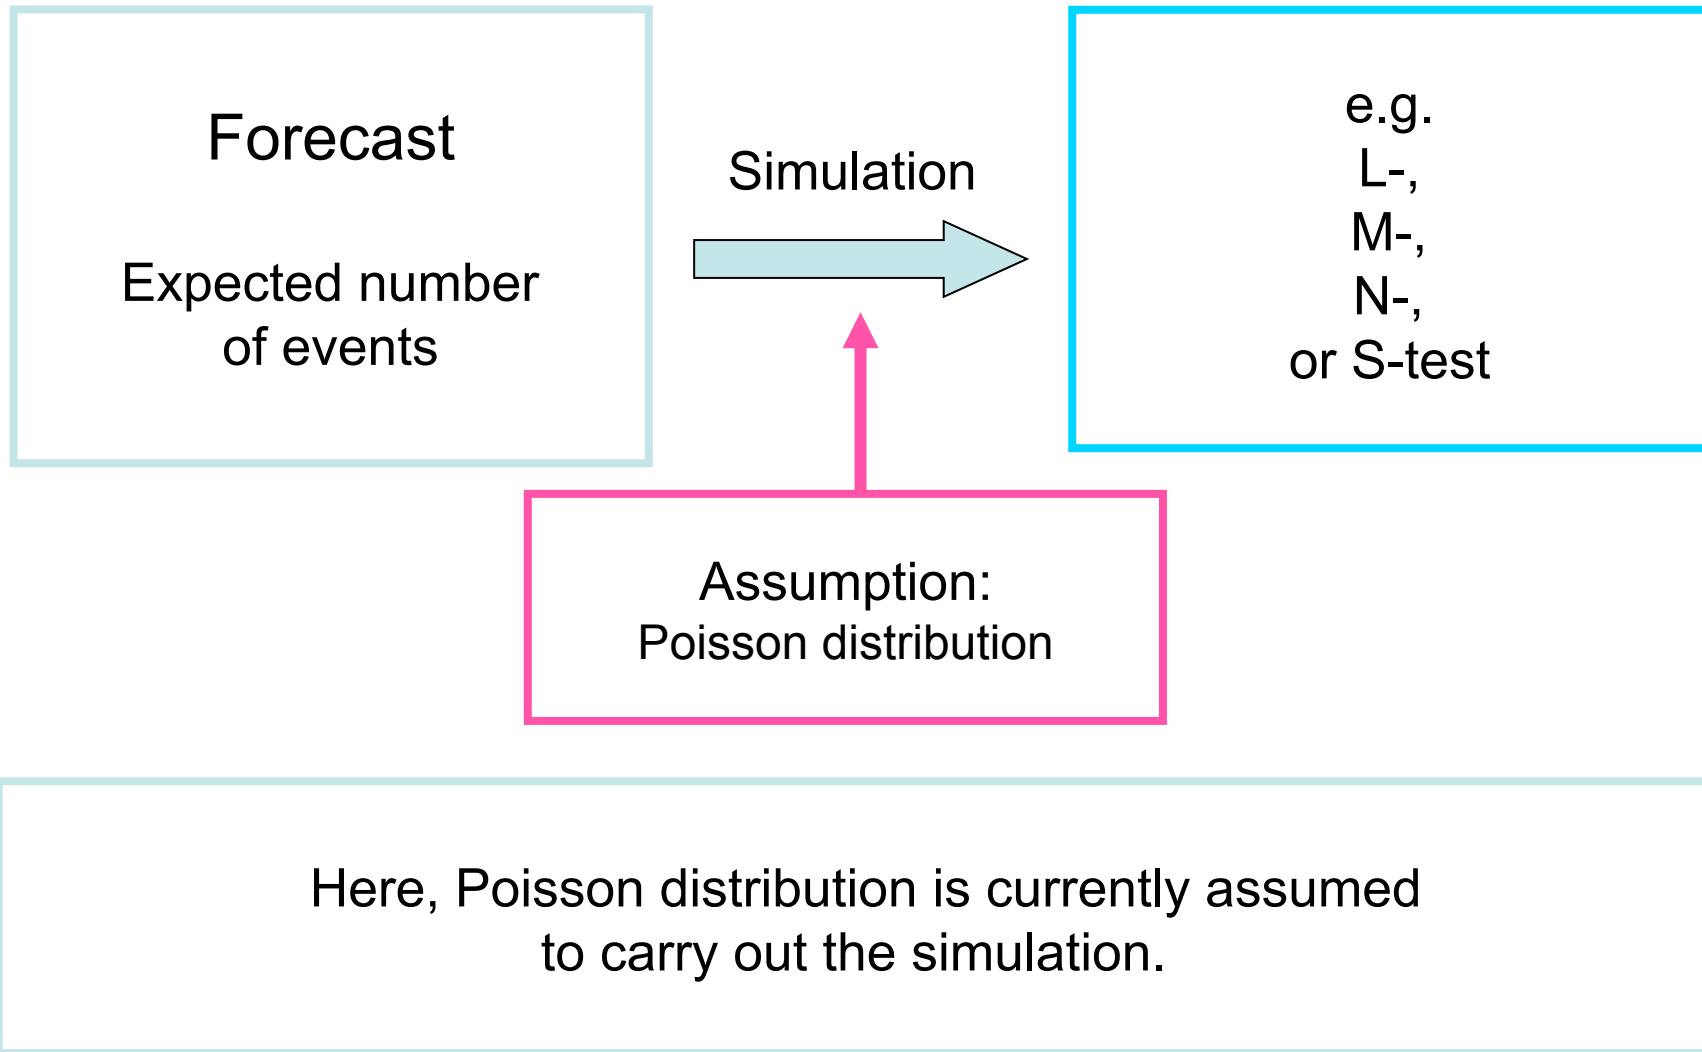 Forecast
Expected number
of events
Simulation
e.g.
L-,
M-,
N-,
or S-test
Assumption:
Poisson distribution
Here, Poisson distribution is currently assumed
to carry out the simulation.